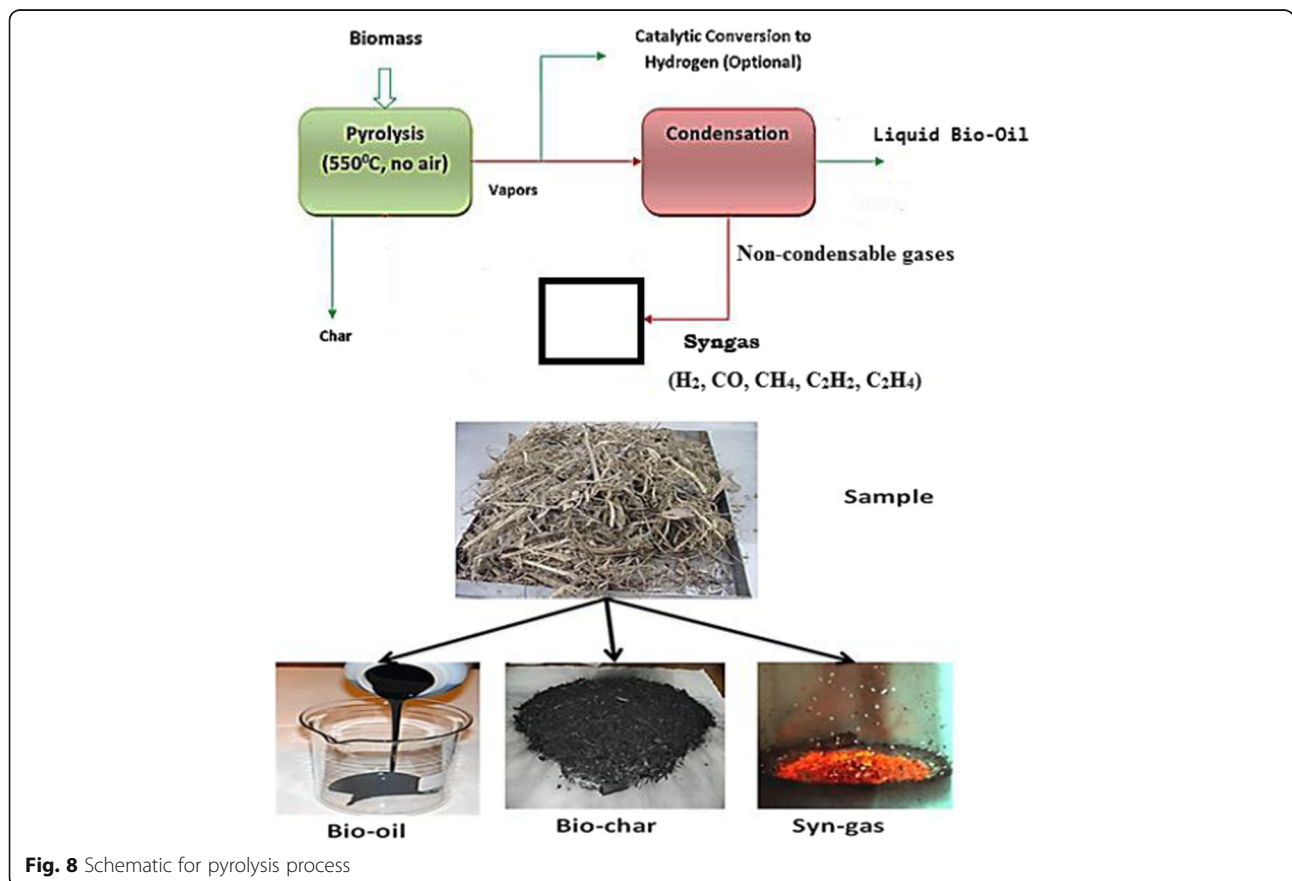 Biomass
Catalytic Conversion to
Hydrogen (Optional)
Pyrolysis
(550⁰C, no air)
Condensation
Liquid Bio-Oil
Vapors
Non-condensable gases
Char
Syngas
(H₂, CO, CH₄, C₂H₂, C₂H₄)
Sample
Bio-oil
Bio-char
Syn-gas
Fig. 8 Schematic for pyrolysis process